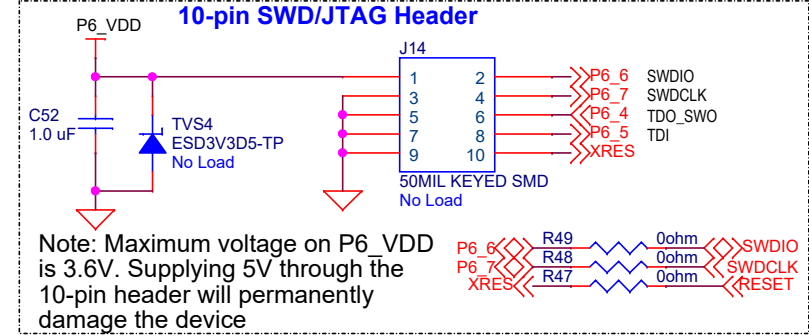 10-pin SWD/JTAG Header
P6_VDD
J14
1 2 P6_6 SWDIO
3 4 P6_7 SWDCLK
5 6 P6_4 TDO_SWO
7 8 P6_5 TDI
9 10 XRES
C52
1.0 uF
TVS4
ESD3V3D5-TP
No Load
50MIL KEYED SMD
No Load
Note: Maximum voltage on P6_VDD
is 3.6V. Supplying 5V through the
10-pin header will permanently
damage the device
P6_6 R49 0ohm SWDIO
P6_7 R48 0ohm SWDCLK
XRES R47 0ohm RESET